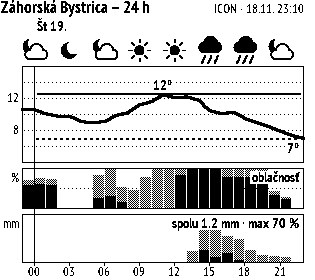 Záhorská Bystrica – 24 h
ICON · 18.11. 23:10
Št 19.
12°
12
8
7°
%
oblačnosť
mm
spolu 1.2 mm · max 70 %
00 03 06 09 12 15 18 21